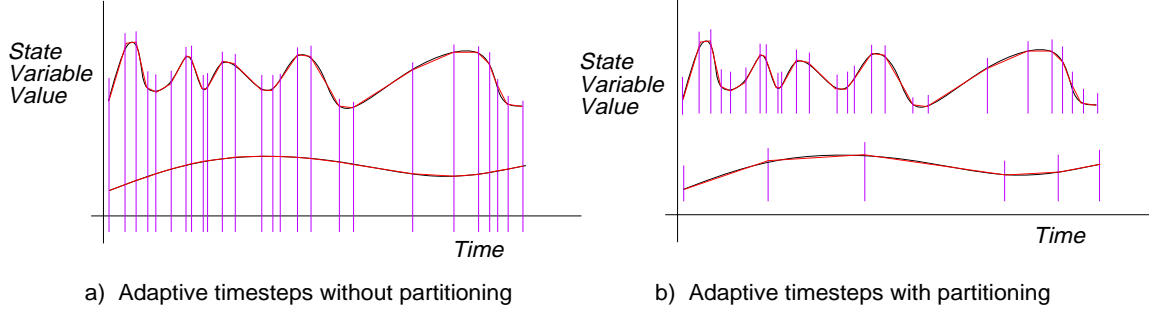 State
Variable
Value
Time
a) Adaptive timesteps without partitioning
State
Variable
Value
Time
b) Adaptive timesteps with partitioning